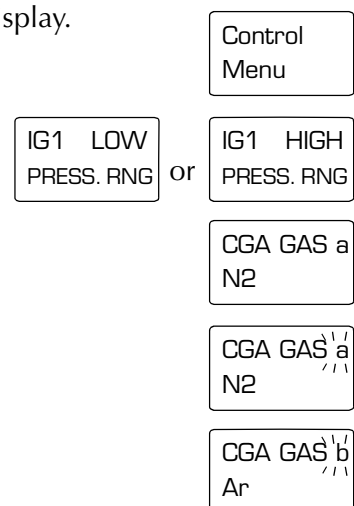 splay.
Control
Menu
IG1 LOW
PRESS. RNG
or
IG1 HIGH
PRESS. RNG
CGA GAS a
N2
CGA GAS a
N2
CGA GAS b
Ar